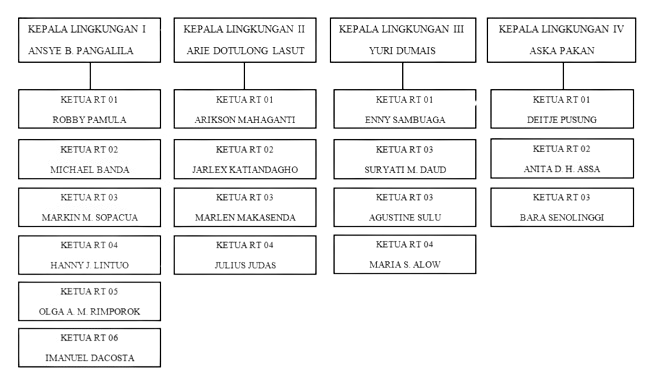 KEPALA LINGKUNGAN I
ANSYE B. PANGALILA
KETUA RT 01
ROBBY PAMULA
KETUA RT 02
MICHAEL BANDA
KETUA RT 03
MARKIN M. SOPACUA
KETUA RT 04
HANNY J. LINTUO
KETUA RT 05
OLGA A. M. RIMPOROK
KETUA RT 06
IMANUEL DACOSTA
KEPALA LINGKUNGAN II
ARIE DOTULONG LASUT
KETUA RT 01
ARIKSON MAHAGANTI
KETUA RT 02
JARLEX KATIANDAGHO
KETUA RT 03
MARLEN MAKASENDA
KETUA RT 04
JULIUS JUDAS
KEPALA LINGKUNGAN III
YURI DUMAIS
KETUA RT 01
ENNY SAMBUAGA
KETUA RT 03
SURYATI M. DAUD
KETUA RT 03
AGUSTINE SULU
KETUA RT 04
MARIA S. ALOW
KEPALA LINGKUNGAN IV
ASKA PAKAN
KETUA RT 01
DEITJE PUSUNG
KETUA RT 02
ANITA D. H. ASSA
KETUA RT 03
BARA SENOLINGGI